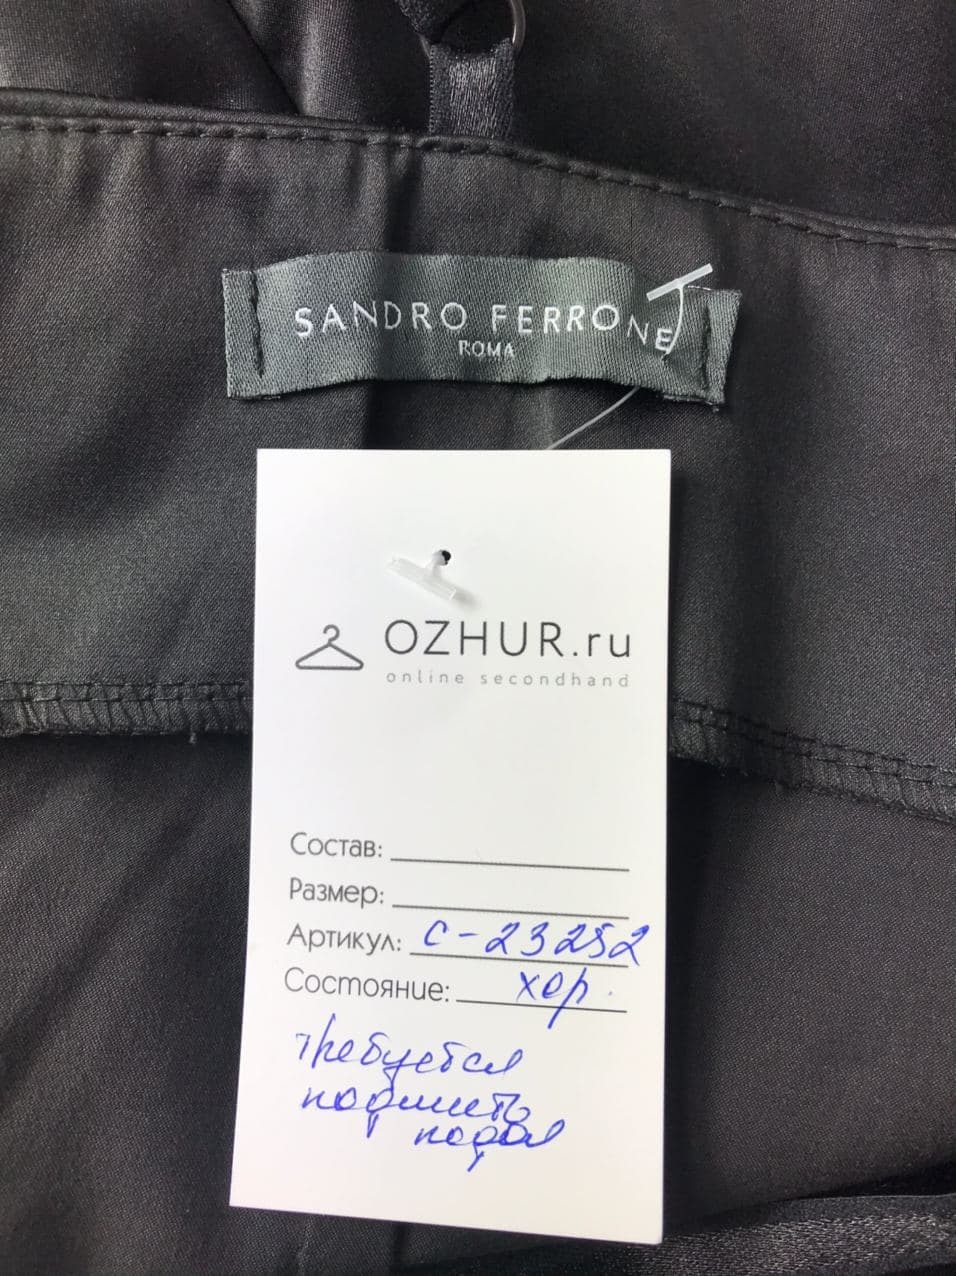 SANDRO FERRONE
ROMA
OZHUR.ru
online secondhand
Состав:
Размер:
Артикул: С-23252
Состояние: хор.
требуется
подшить
подол